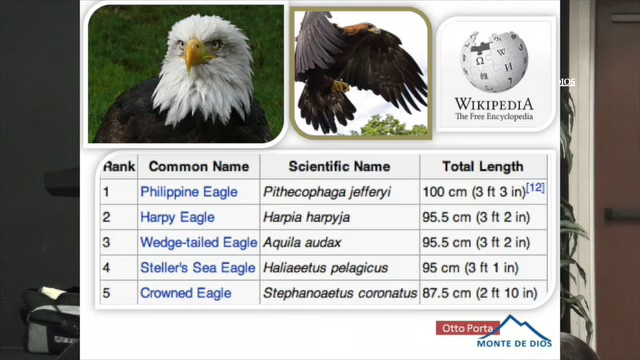 WIKIPEDIA
The Free Encyclopedia
DIOS
Rank Common Name Scientific Name Total Length
1 Philippine Eagle Pithecophaga jefferyi 100 cm (3 ft 3 in)[12]
2 Harpy Eagle Harpia harpyja 95.5 cm (3 ft 2 in)
3 Wedge-tailed Eagle Aquila audax 95.5 cm (3 ft 2 in)
4 Steller's Sea Eagle Haliaeetus pelagicus 95 cm (3 ft 1 in)
5 Crowned Eagle Stephanoaetus coronatus 87.5 cm (2 ft 10 in)
Otto Porta
MONTE DE DIOS